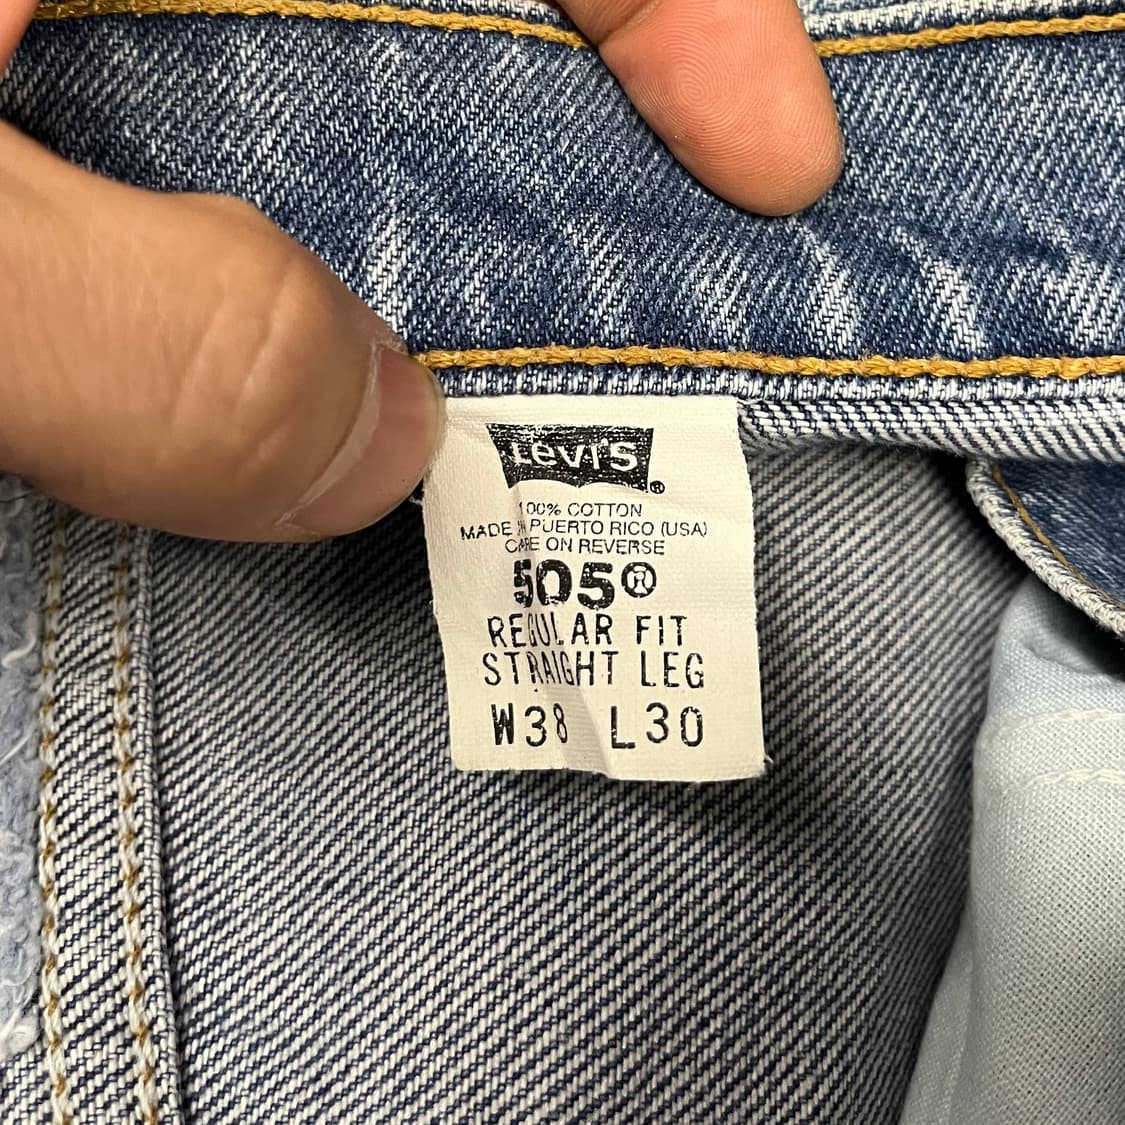 Levi's®
100% COTTON
MADE IN PUERTO RICO (USA)
CARE ON REVERSE
505®
REGULAR FIT
STRAIGHT LEG
W38 L30